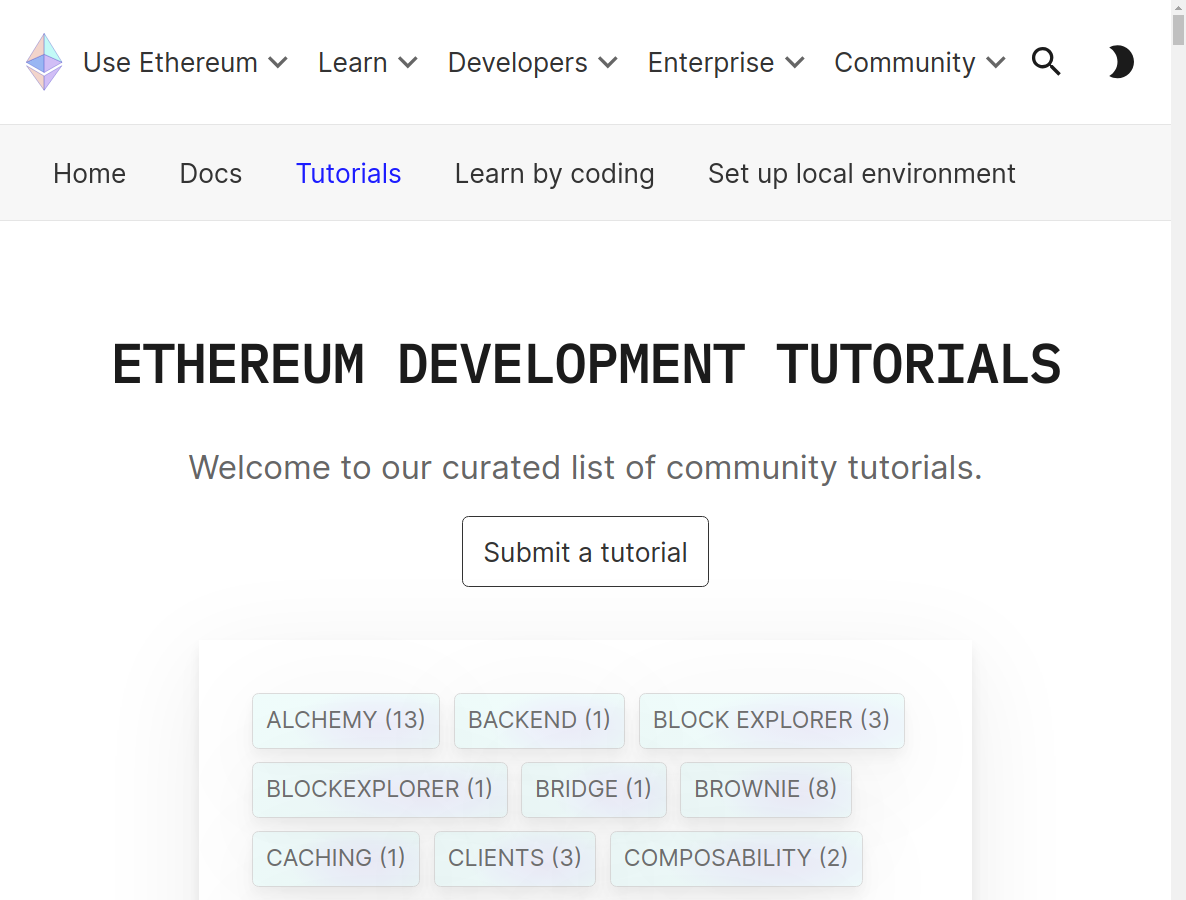 Use Ethereum Learn Developers Enterprise Community
Home Docs Tutorials Learn by coding Set up local environment
ETHEREUM DEVELOPMENT TUTORIALS
Welcome to our curated list of community tutorials.
Submit a tutorial
ALCHEMY (13) BACKEND (1) BLOCK EXPLORER (3)
BLOCKEXPLORER (1) BRIDGE (1) BROWNIE (8)
CACHING (1) CLIENTS (3) COMPOSABILITY (2)